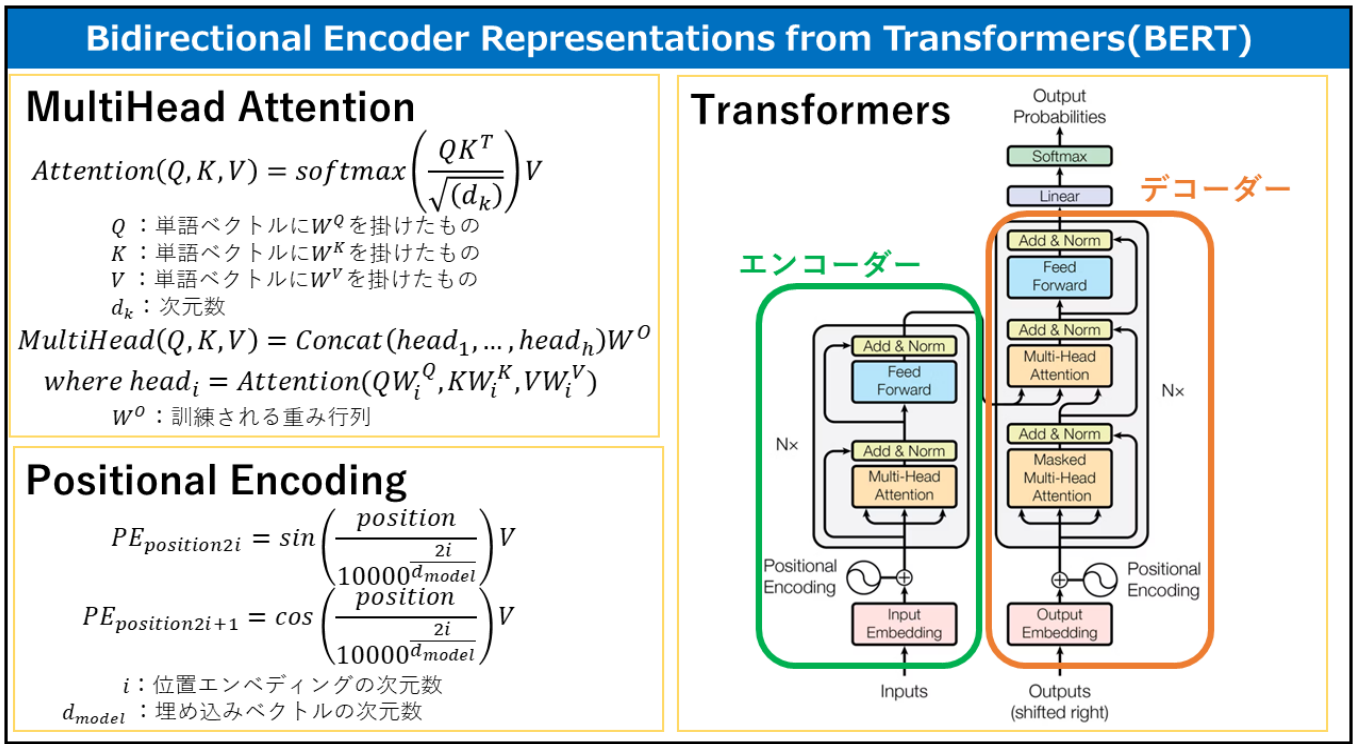 Bidirectional Encoder Representations from Transformers(BERT)
MultiHead Attention
Attention(Q, K, V) = softmax(QK^T / √(d_k))V
Q ：単語ベクトルにW^Qを掛けたもの
K ：単語ベクトルにW^Kを掛けたもの
V ：単語ベクトルにW^Vを掛けたもの
d_k：次元数
MultiHead(Q, K, V) = Concat(head_1, … , head_h)W^O
where head_i = Attention(QW_i^Q, KW_i^K, VW_i^V)
W^O：訓練される重み行列
Positional Encoding
PE_position2i = sin(position / 10000^(2i / d_model))V
PE_position2i+1 = cos(position / 10000^(2i / d_model))V
i：位置エンベディングの次元数
d_model：埋め込みベクトルの次元数
Transformers
Output
Probabilities
Softmax
Linear
デコーダー
Add & Norm
Feed
Forward
Add & Norm
Multi-Head
Attention
N×
Add & Norm
Masked
Multi-Head
Attention
Positional
Encoding
Output
Embedding
Outputs
(shifted right)
エンコーダー
Add & Norm
Feed
Forward
N×
Add & Norm
Multi-Head
Attention
Positional
Encoding
Input
Embedding
Inputs